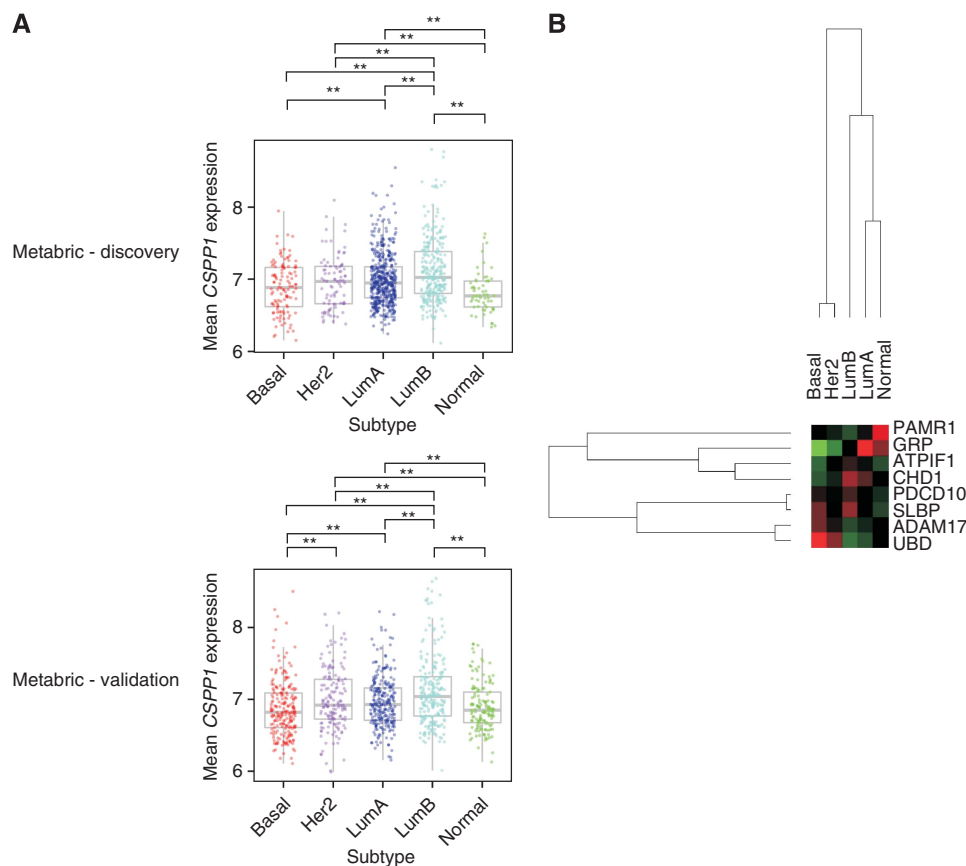 A
**
**
**
**
**
**
**
Mean CSPP1 expression
8
7
6
Metabric - discovery
Basal
Her2
LumA
LumB
Normal
Subtype
**
**
**
**
**
**
**
**
Mean CSPP1 expression
8
7
6
Metabric - validation
Basal
Her2
LumA
LumB
Normal
Subtype
B
Basal
Her2
LumB
LumA
Normal
PAMR1
GRP
ATPIF1
CHD1
PDCD10
SLBP
ADAM17
UBD